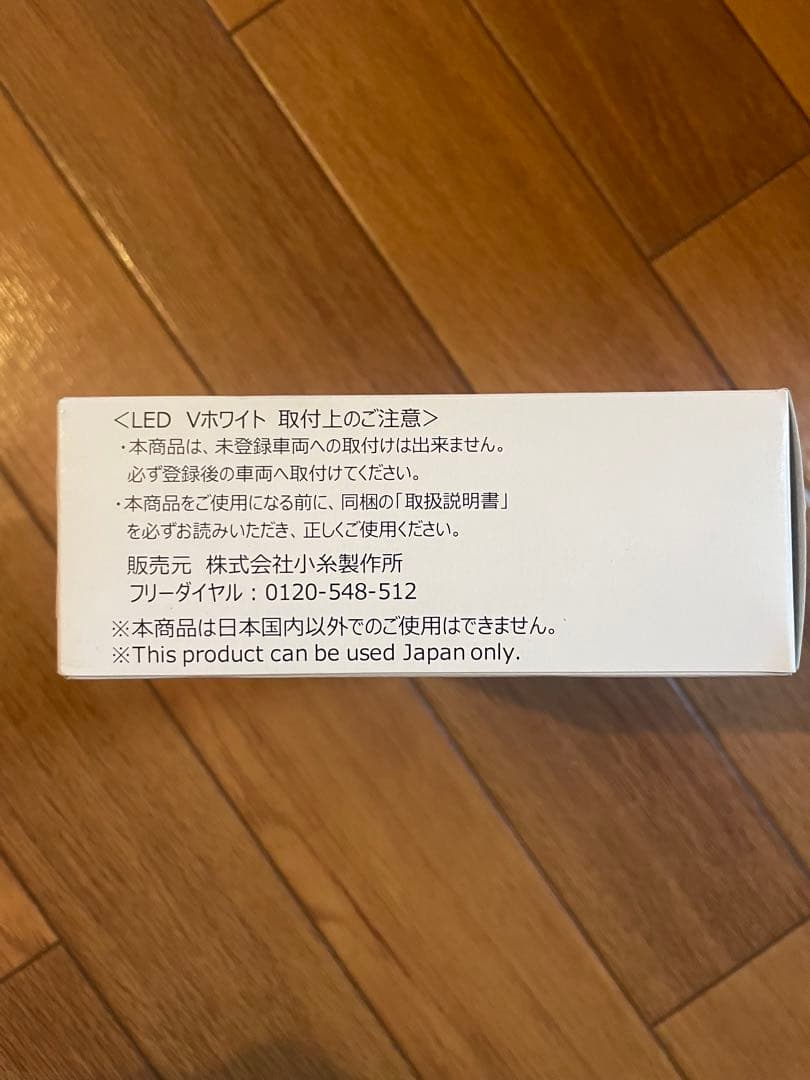 <LED Vホワイト 取付上のご注意>
・本商品は、未登録車両への取付けは出来ません。
必ず登録後の車両へ取付けてください。
・本商品をご使用になる前に、同梱の「取扱説明書」
を必ずお読みいただき、正しくご使用ください。
販売元 株式会社小糸製作所
フリーダイヤル：0120-548-512
※本商品は日本国内以外でのご使用はできません。
※This product can be used Japan only.